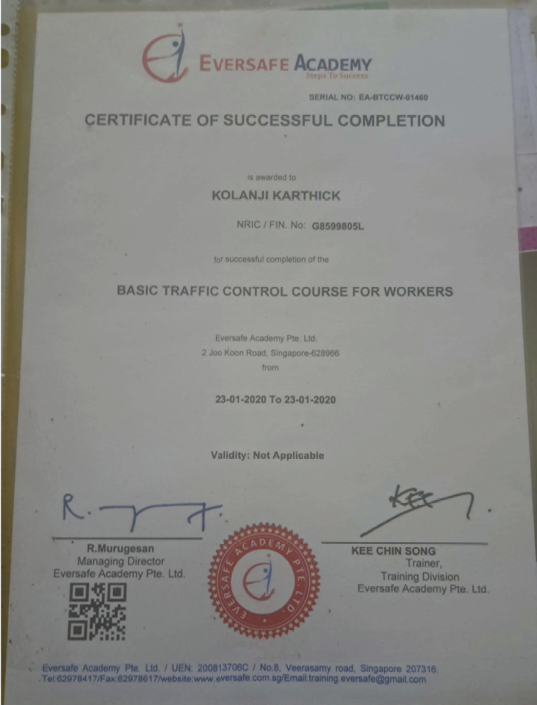 EVERSAFE ACADEMY
Steps To Success
SERIAL NO: EA-BTCCW-01460
CERTIFICATE OF SUCCESSFUL COMPLETION
is awarded to
KOLANJI KARTHICK
NRIC / FIN. No: G8599805L
for successful completion of the
BASIC TRAFFIC CONTROL COURSE FOR WORKERS
Eversafe Academy Pte. Ltd.
2 Joo Koon Road, Singapore-628966
from
23-01-2020 To 23-01-2020
Validity: Not Applicable
R.Murugesan
Managing Director
Eversafe Academy Pte. Ltd.
EVERSAFE ACADEMY PTE. LTD.
KEE
KEE CHIN SONG
Trainer,
Training Division
Eversafe Academy Pte. Ltd.
Eversafe Academy Pte. Ltd. / UEN: 200813706C / No.8, Veerasamy road, Singapore 207316.
Tel:62978417/Fax:62978617/website:www.eversafe.com.sg/Email:training.eversafe@gmail.com